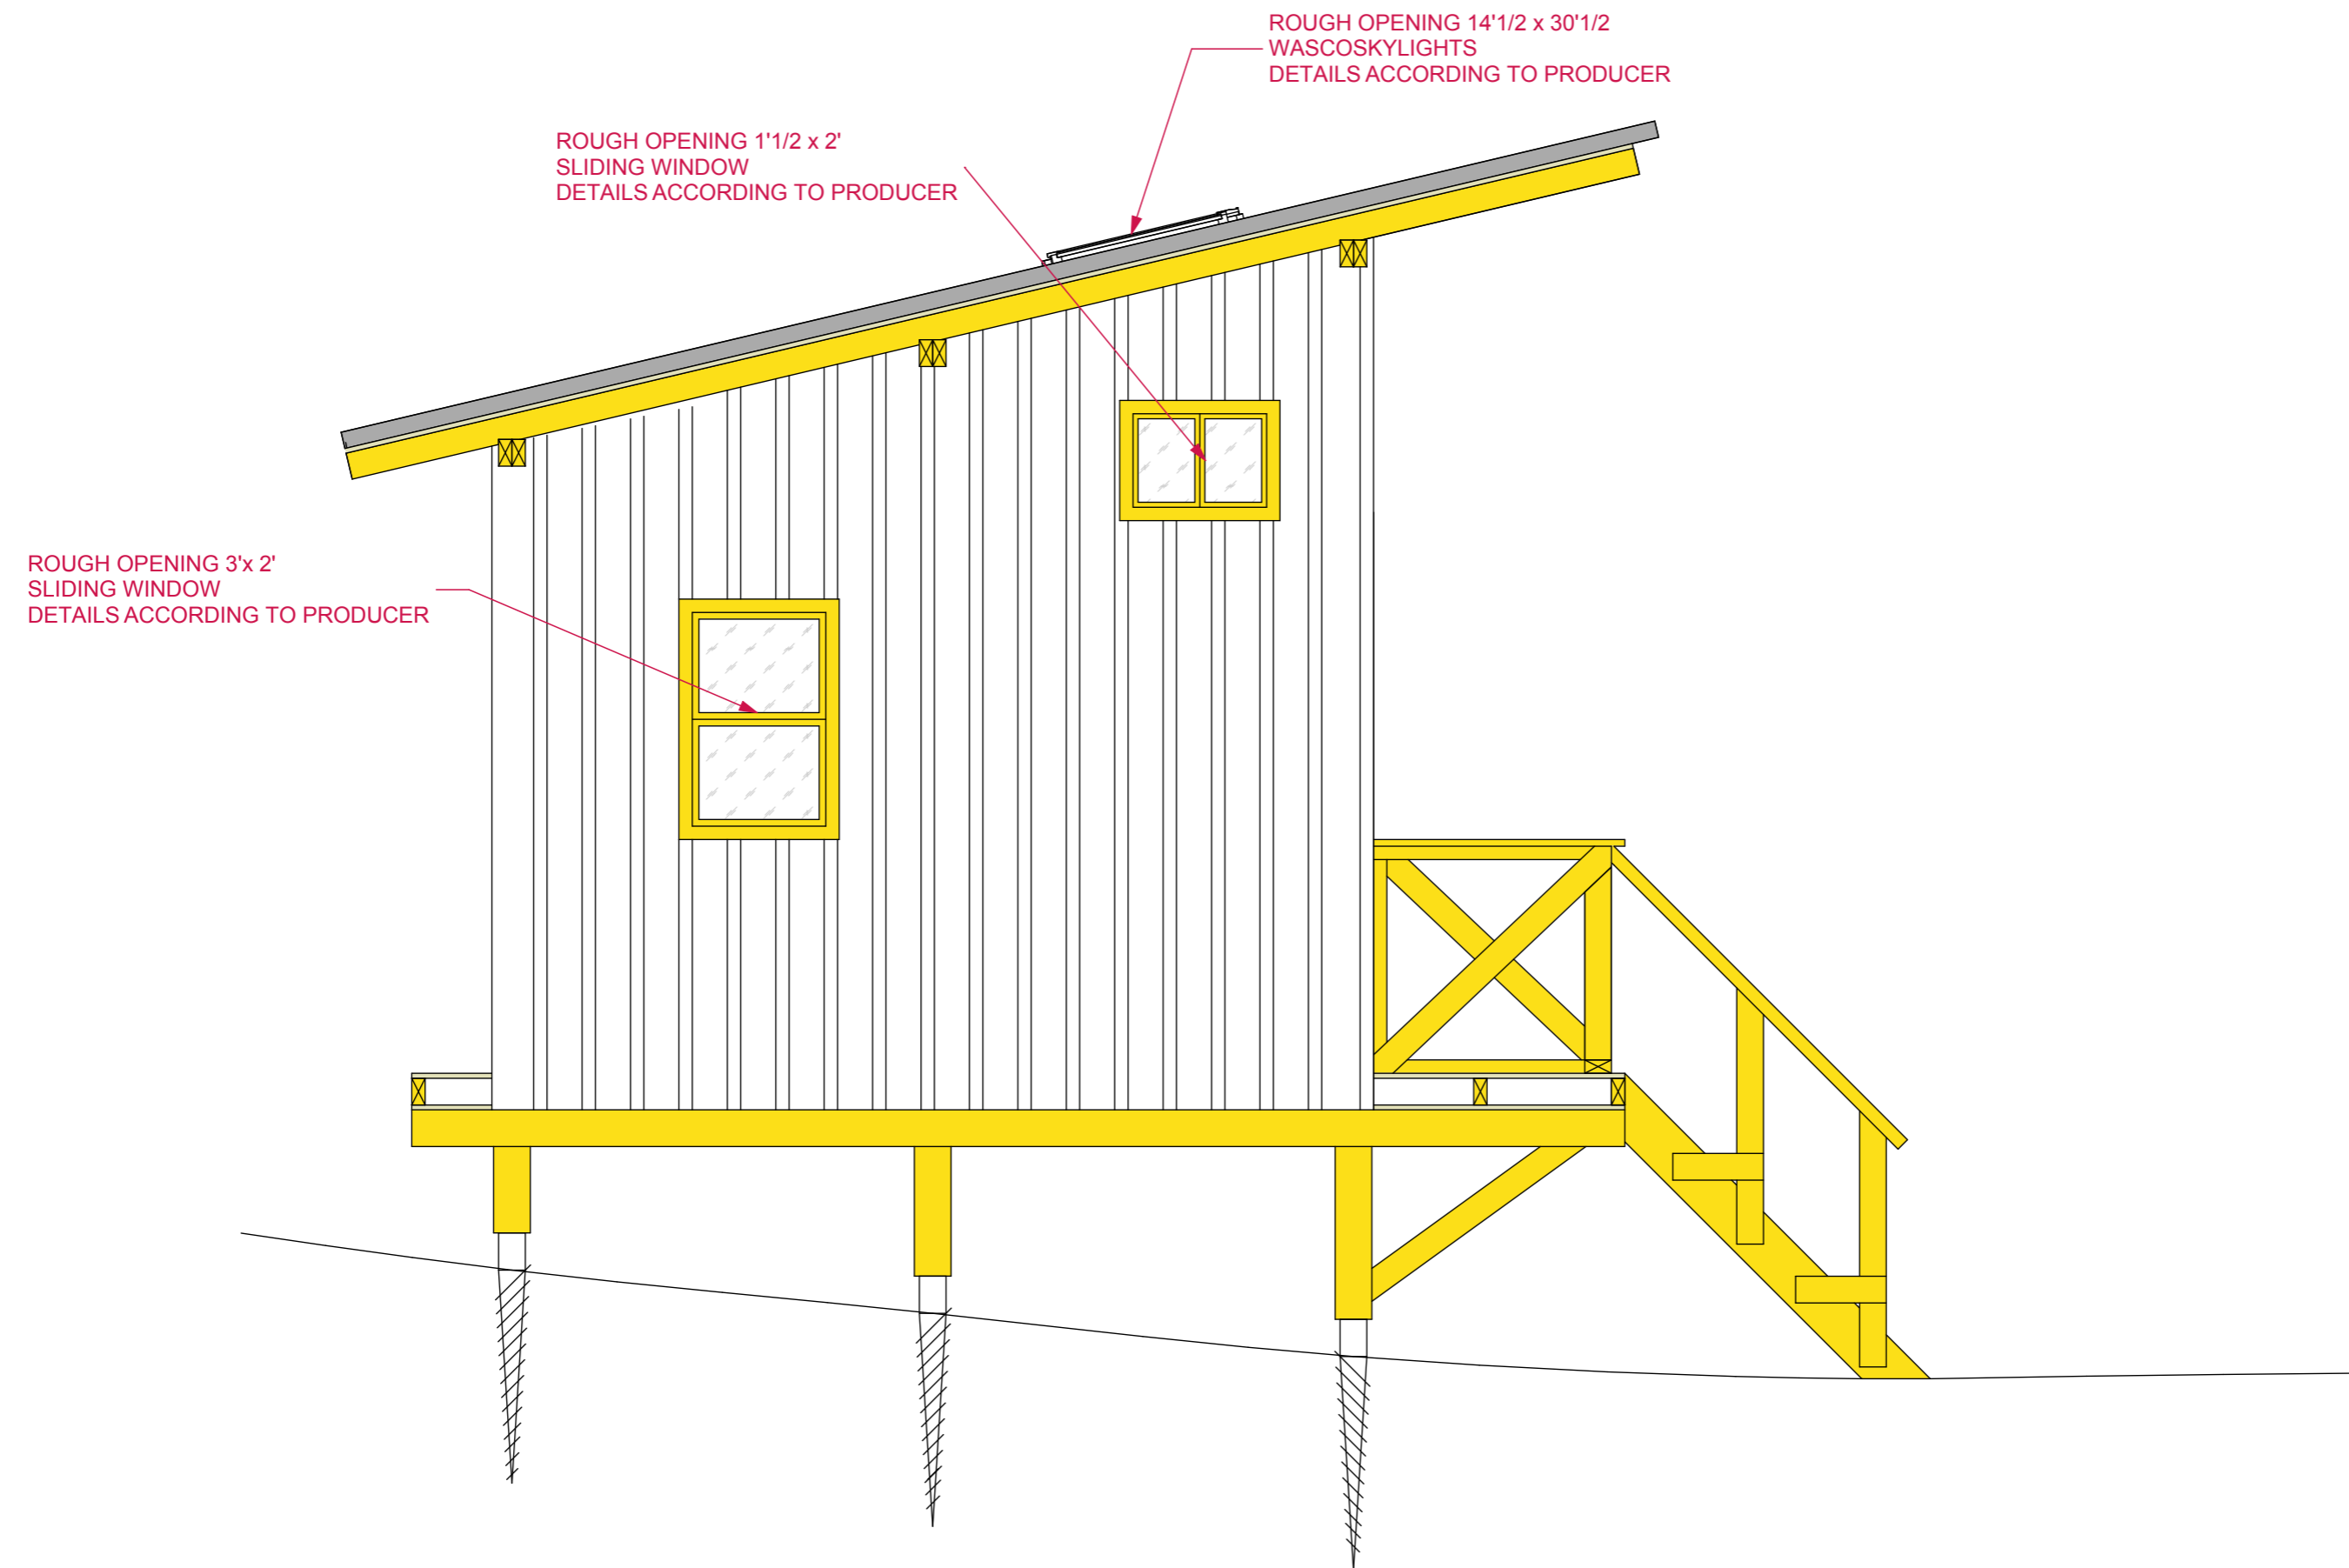 ROUGH OPENING 14'1/2 x 30'1/2
WASCOSKYLIGHTS
DETAILS ACCORDING TO PRODUCER
ROUGH OPENING 1'1/2 x 2'
SLIDING WINDOW
DETAILS ACCORDING TO PRODUCER
ROUGH OPENING 3'x 2'
SLIDING WINDOW
DETAILS ACCORDING TO PRODUCER